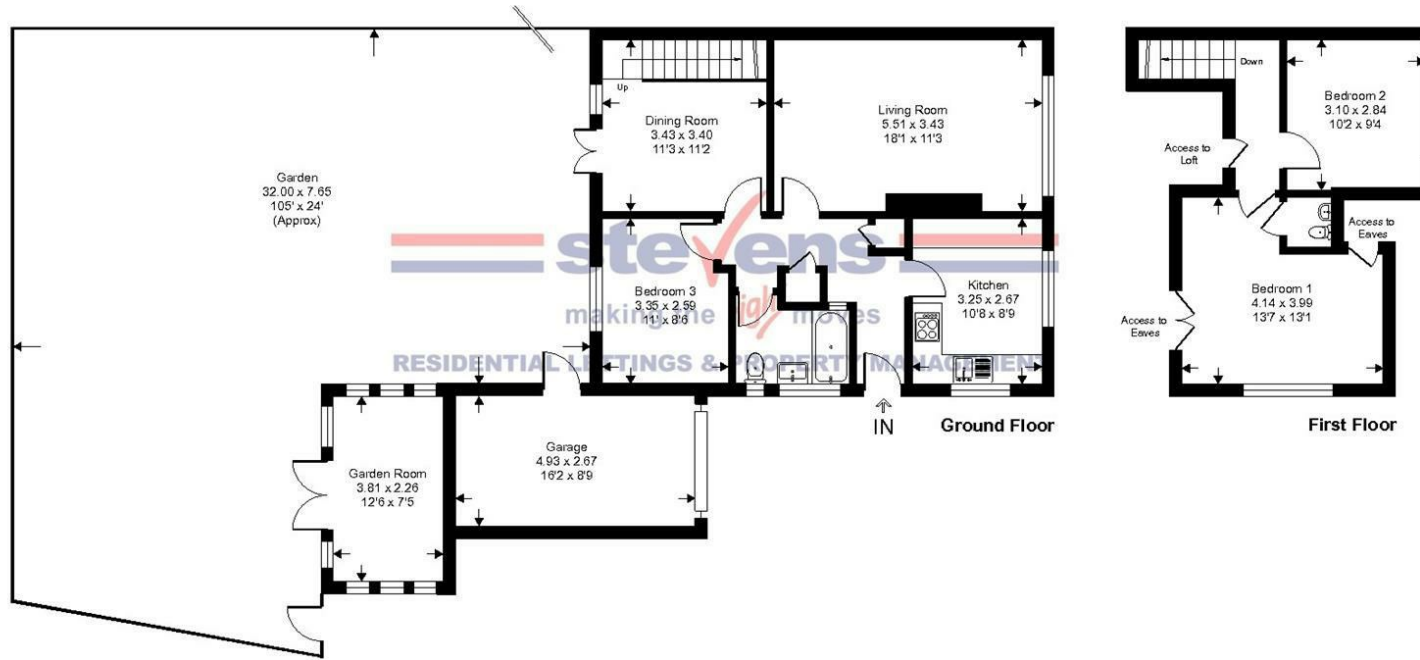 Garden
32.00 x 7.65
105' x 24'
(Approx)
Up
Dining Room
3.43 x 3.40
11'3 x 11'2
Living Room
5.51 x 3.43
18'1 x 11'3
Bedroom 3
3.35 x 2.59
11' x 8'6
Kitchen
3.25 x 2.67
10'8 x 8'9
stevens
making the right moves
RESIDENTIAL LETTINGS & PROPERTY MANAGEMENT
Garden Room
3.81 x 2.26
12'6 x 7'5
Garage
4.93 x 2.67
16'2 x 8'9
IN
Ground Floor
Down
Bedroom 2
3.10 x 2.84
10'2 x 9'4
Access to
Loft
Access to
Eaves
Bedroom 1
4.14 x 3.99
13'7 x 13'1
Access to
Eaves
First Floor